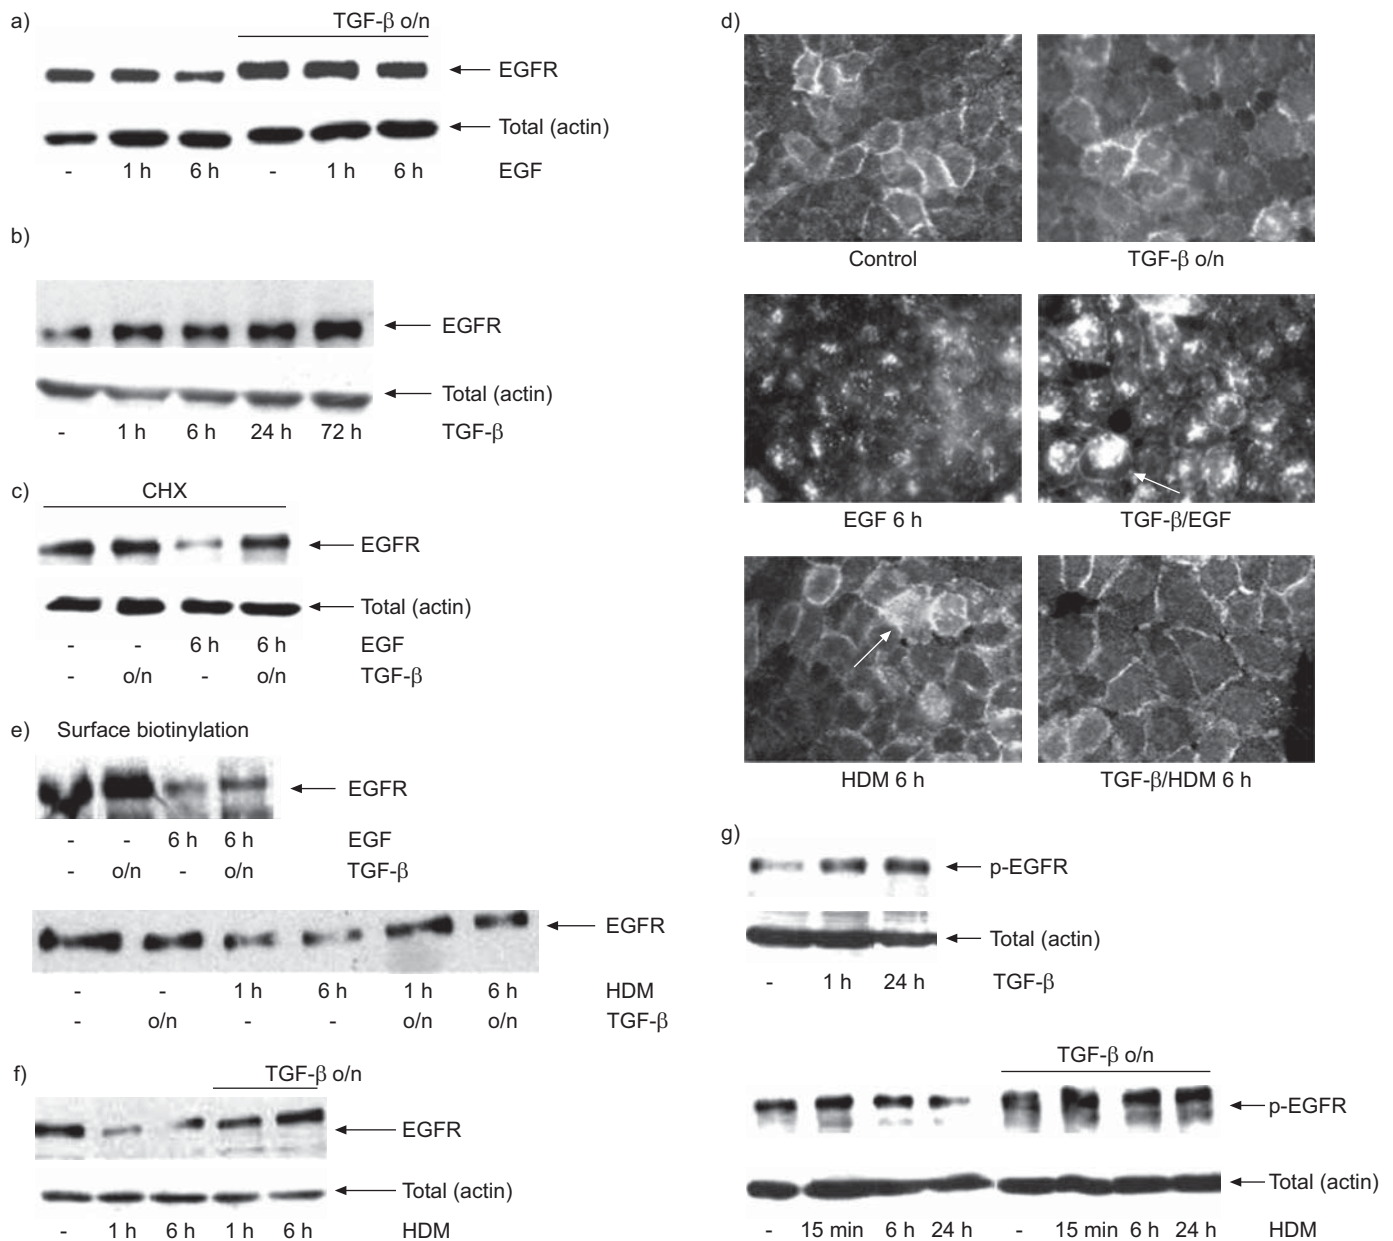 a)
TGF-β o/n
EGFR
Total (actin)
- 1 h 6 h - 1 h 6 h EGF
b)
EGFR
Total (actin)
- 1 h 6 h 24 h 72 h TGF-β
c)
CHX
EGFR
Total (actin)
- - 6 h 6 h EGF
- o/n - o/n TGF-β
d)
Control TGF-β o/n
EGF 6 h TGF-β/EGF
HDM 6 h TGF-β/HDM 6 h
e) Surface biotinylation
EGFR
- - 6 h 6 h EGF
- o/n - o/n TGF-β
EGFR
- - 1 h 6 h 1 h 6 h HDM
- o/n - - o/n o/n TGF-β
f)
TGF-β o/n
EGFR
Total (actin)
- 1 h 6 h 1 h 6 h HDM
g)
p-EGFR
Total (actin)
- 1 h 24 h TGF-β
TGF-β o/n
p-EGFR
Total (actin)
- 15 min 6 h 24 h - 15 min 6 h 24 h HDM